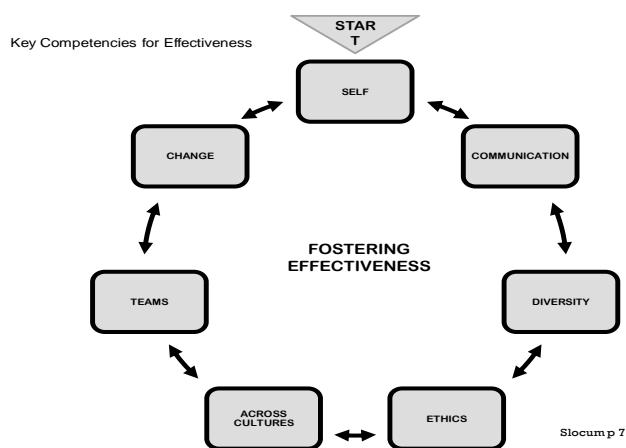 Key Competencies for Effectiveness
STAR
T
SELF
COMMUNICATION
DIVERSITY
ETHICS
ACROSS
CULTURES
TEAMS
CHANGE
FOSTERING
EFFECTIVENESS
Slocum p 7